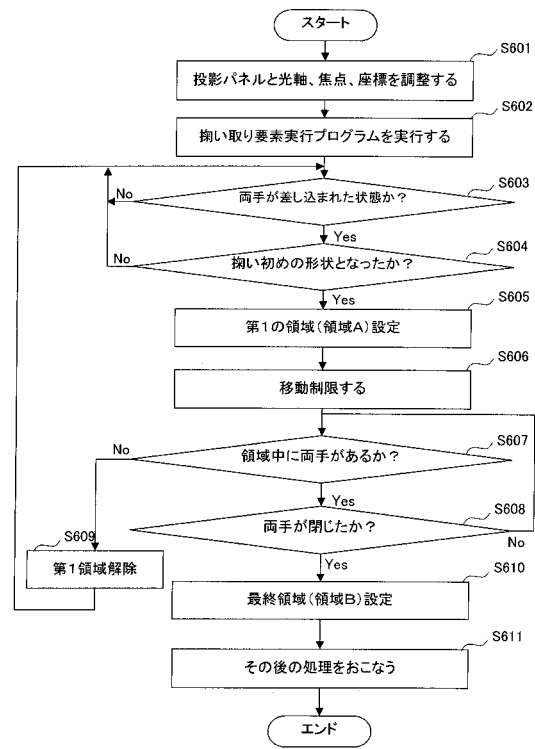 スタート
S601
投影パネルと光軸、焦点、座標を調整する
S602
掬い取り要素実行プログラムを実行する
S603
両手が差し込まれた状態か？
No
Yes
S604
掬い初めの形状となったか？
No
Yes
S605
第1の領域(領域A)設定
S606
移動制限する
S607
領域中に両手があるか？
No
Yes
S608
両手が閉じたか？
No
Yes
S609
第1領域解除
S610
最終領域(領域B)設定
S611
その後の処理をおこなう
エンド